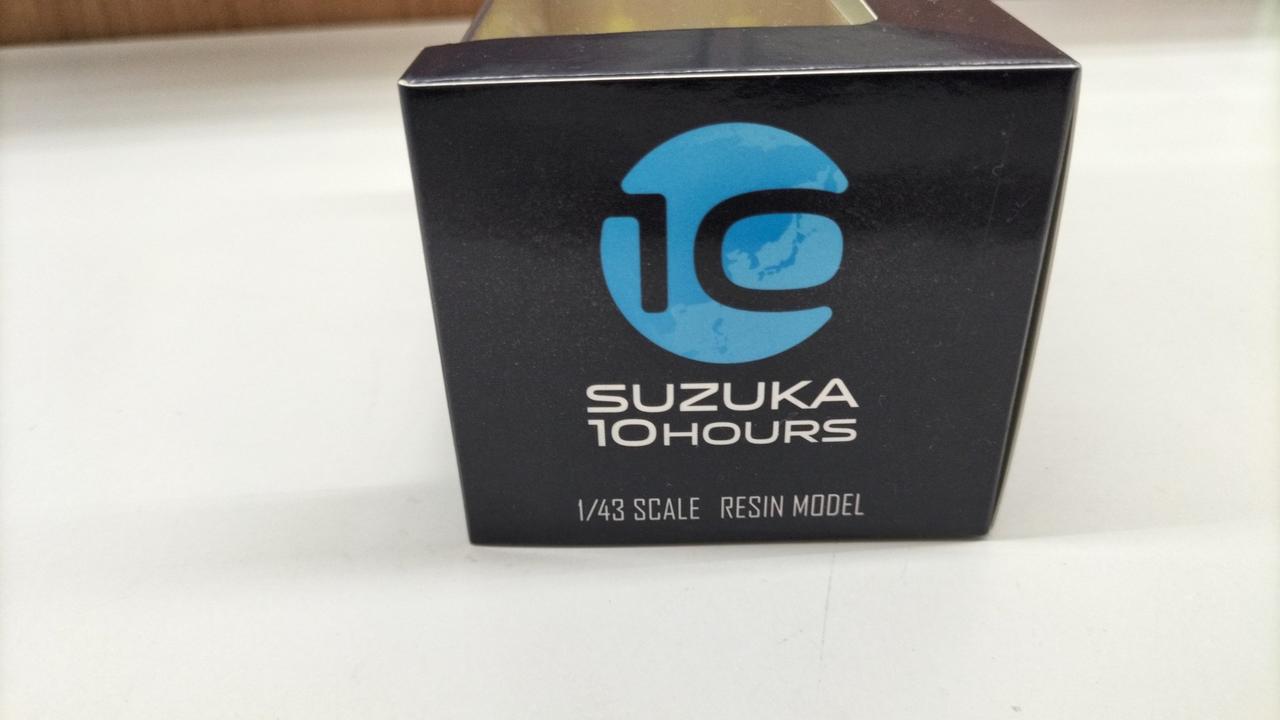 10
SUZUKA
10HOURS
1/43 SCALE RESIN MODEL